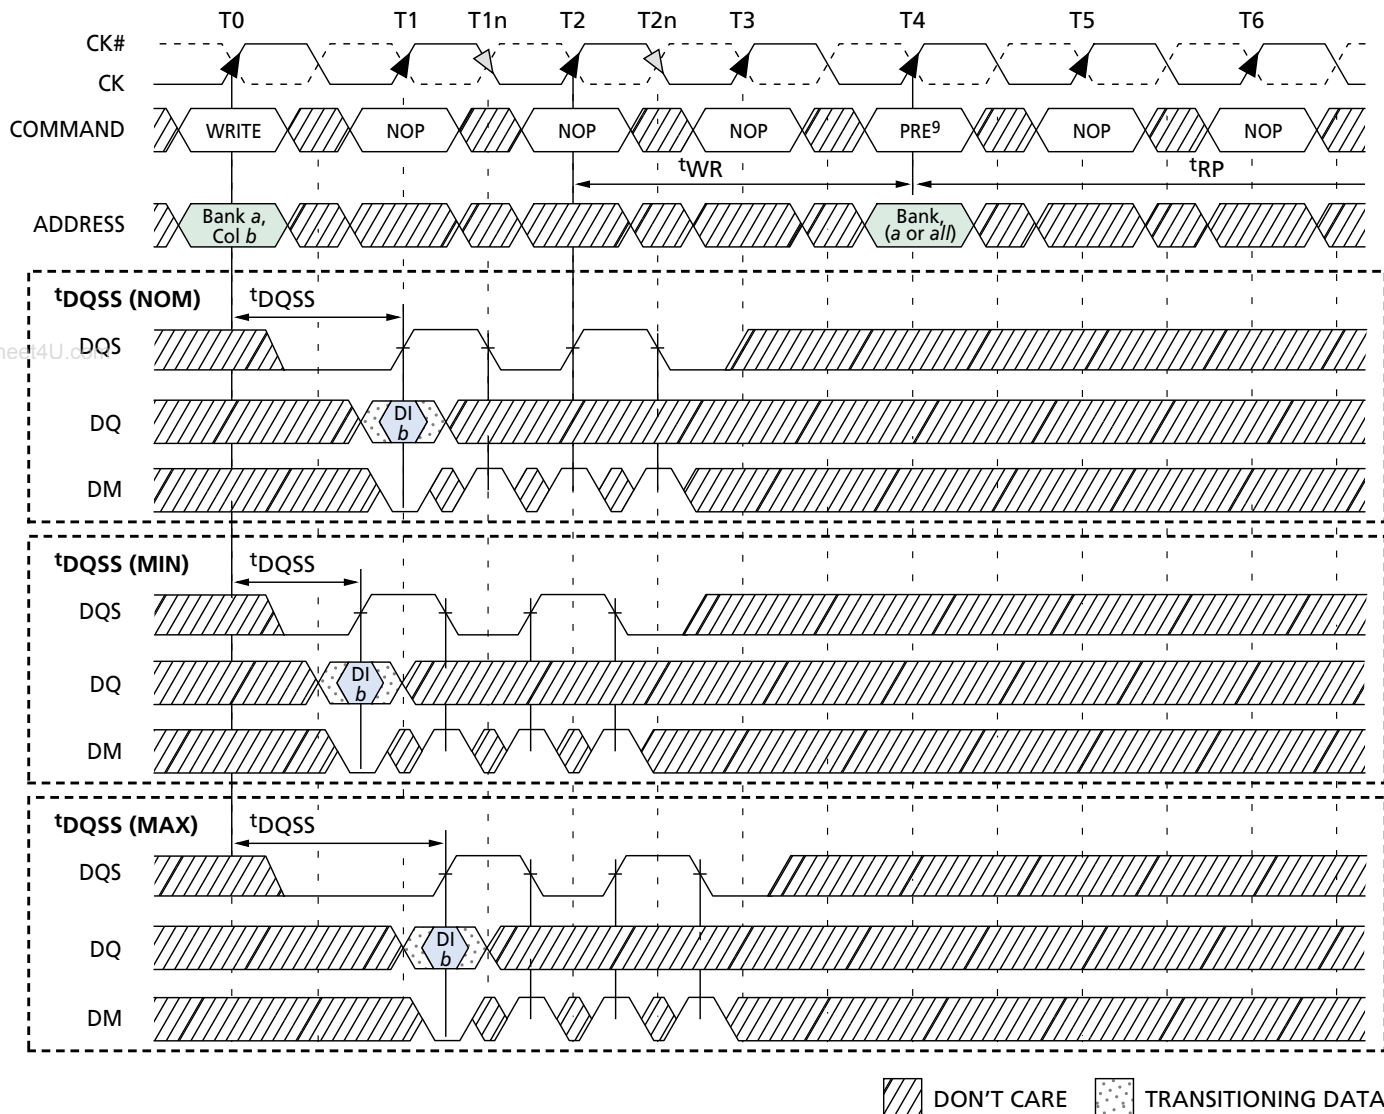 T0 T1 T1n T2 T2n T3 T4 T5 T6
CK#
CK
COMMAND WRITE NOP NOP NOP PRE9 NOP NOP
tWR tRP
ADDRESS Bank a, Bank,
Col b (a or all)
tDQSS (NOM) tDQSS
DQS
DQ DI
b
DM
tDQSS (MIN) tDQSS
DQS
DQ DI
b
DM
tDQSS (MAX) tDQSS
DQS
DQ DI
b
DM
DON'T CARE TRANSITIONING DATA